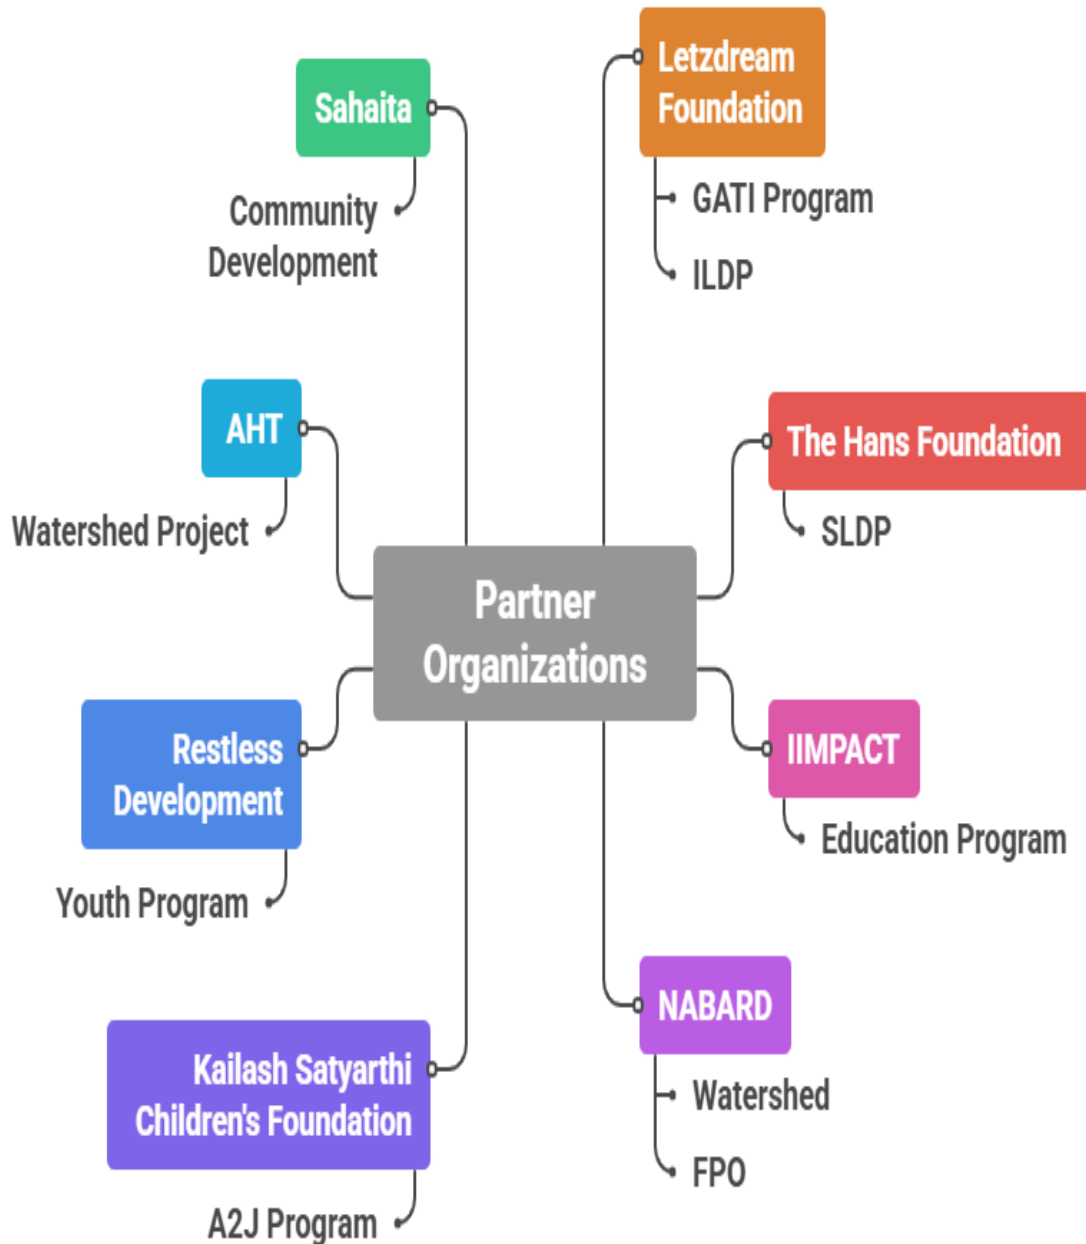 Partner
Organizations
Sahaita
Community
Development
AHT
Watershed Project
Restless
Development
Youth Program
Kailash Satyarthi
Children's Foundation
A2J Program
Letzdream
Foundation
GATI Program
ILDP
The Hans Foundation
SLDP
IIMPACT
Education Program
NABARD
Watershed
FPO